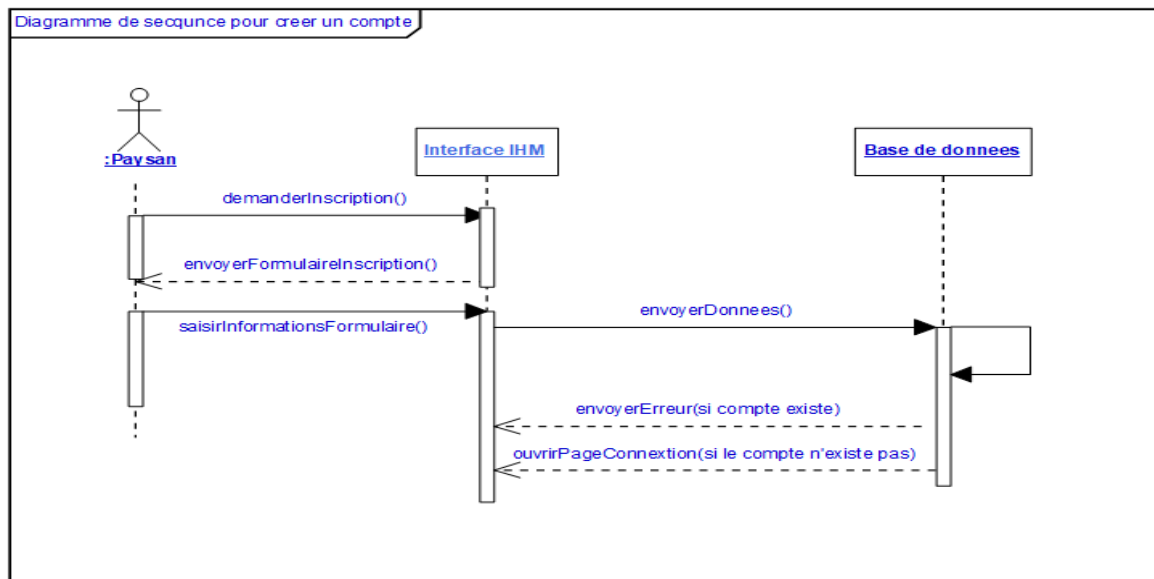 Diagramme de secqunce pour creer un compte
:Paysan
Interface IHM
Base de donnees
demanderInscription()
envoyerFormulaireInscription()
saisirInformationsFormulaire()
envoyerDonnees()
envoyerErreur(si compte existe)
ouvrirPageConnextion(si le compte n'existe pas)